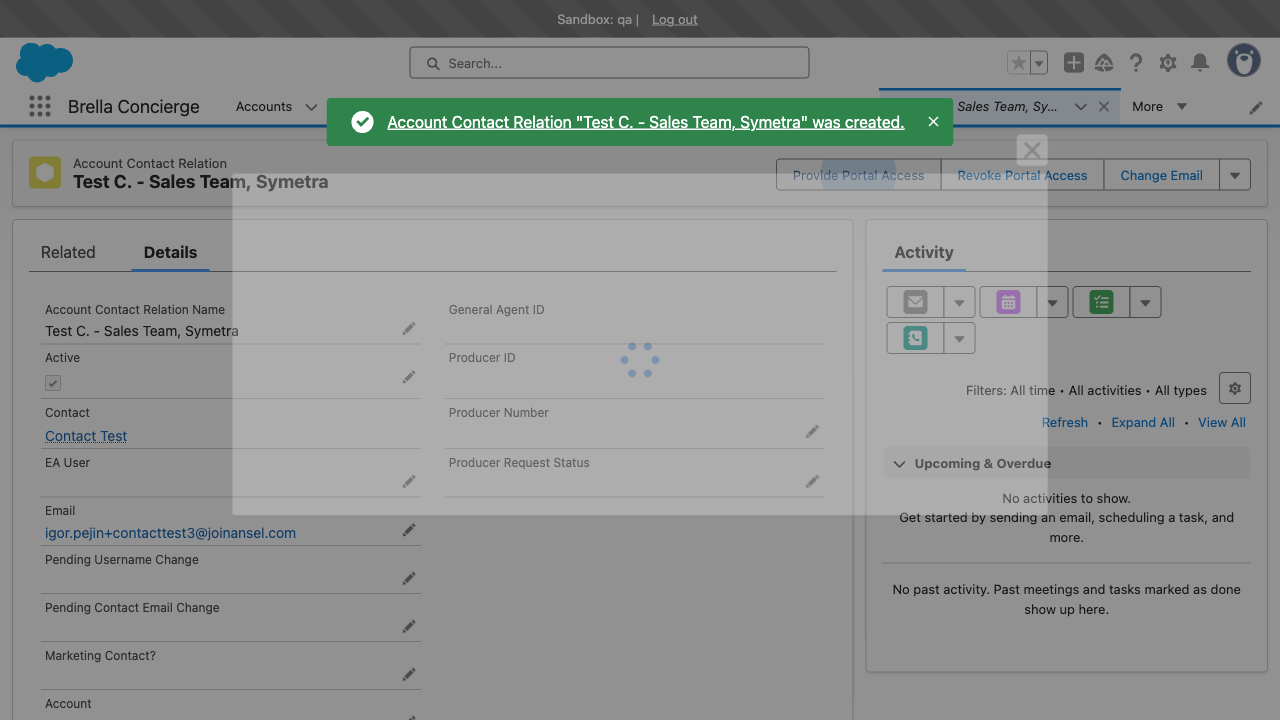 Sandbox: qa | Log out
Search...
Brella Concierge
Accounts
Sales Team, Sy...
More
Account Contact Relation "Test C. - Sales Team, Symetra" was created.
Account Contact Relation
Test C. - Sales Team, Symetra
Provide Portal Access
Revoke Portal Access
Change Email
Related
Details
Account Contact Relation Name
Test C. - Sales Team, Symetra
Active
Contact
Contact Test
EA User
Email
igor.pejin+contacttest3@joinansel.com
Pending Username Change
Pending Contact Email Change
Marketing Contact?
Account
General Agent ID
Producer ID
Producer Number
Producer Request Status
Activity
Filters: All time • All activities • All types
Refresh • Expand All • View All
Upcoming & Overdue
No activities to show.
Get started by sending an email, scheduling a task, and
more.
No past activity. Past meetings and tasks marked as done
show up here.